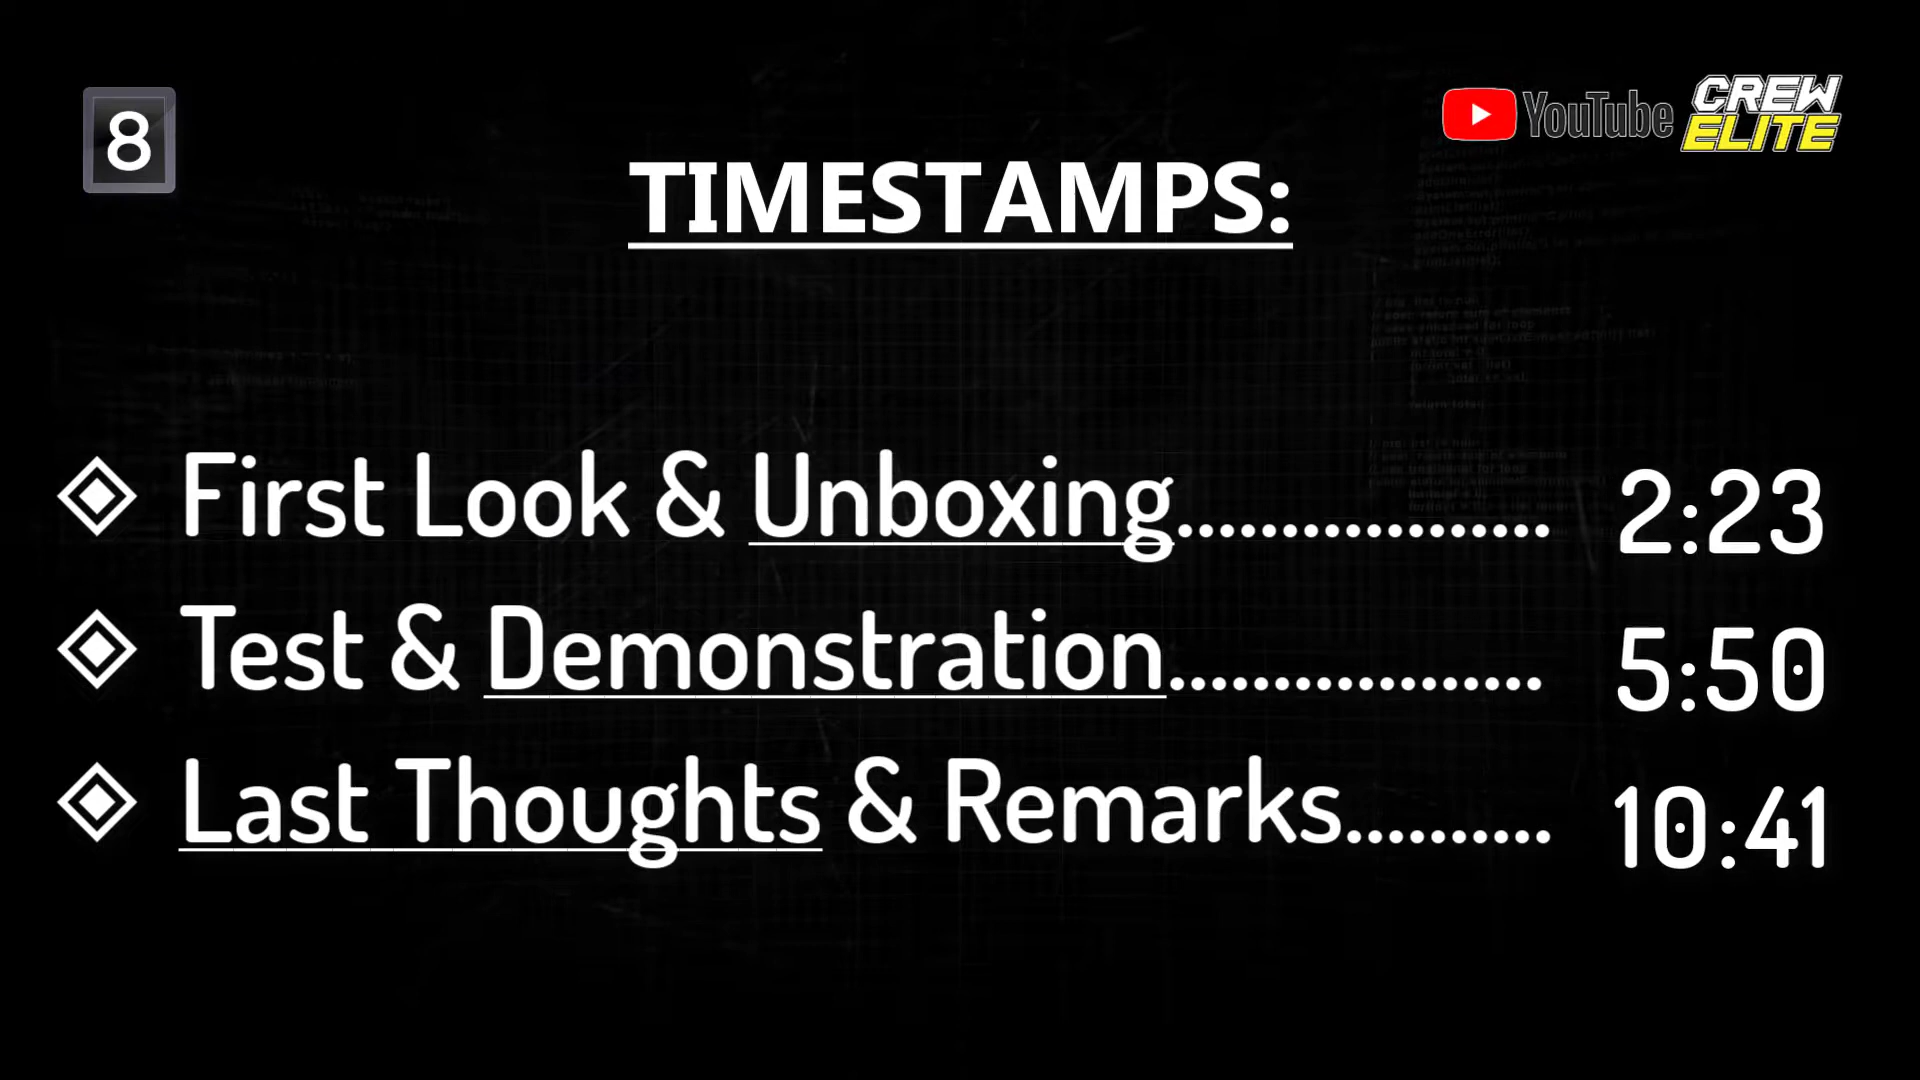 8
YouTube CREW ELITE
TIMESTAMPS:
First Look & Unboxing.................. 2:23
Test & Demonstration.................. 5:50
Last Thoughts & Remarks.......... 10:41